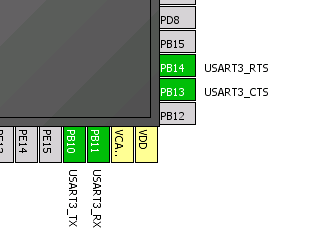 PD8
PB15
PB14 USART3_RTS
PB13 USART3_CTS
PB12
PE14
PE15
PB10
PB11
VCA..
VDD
USART3_TX
USART3_RX